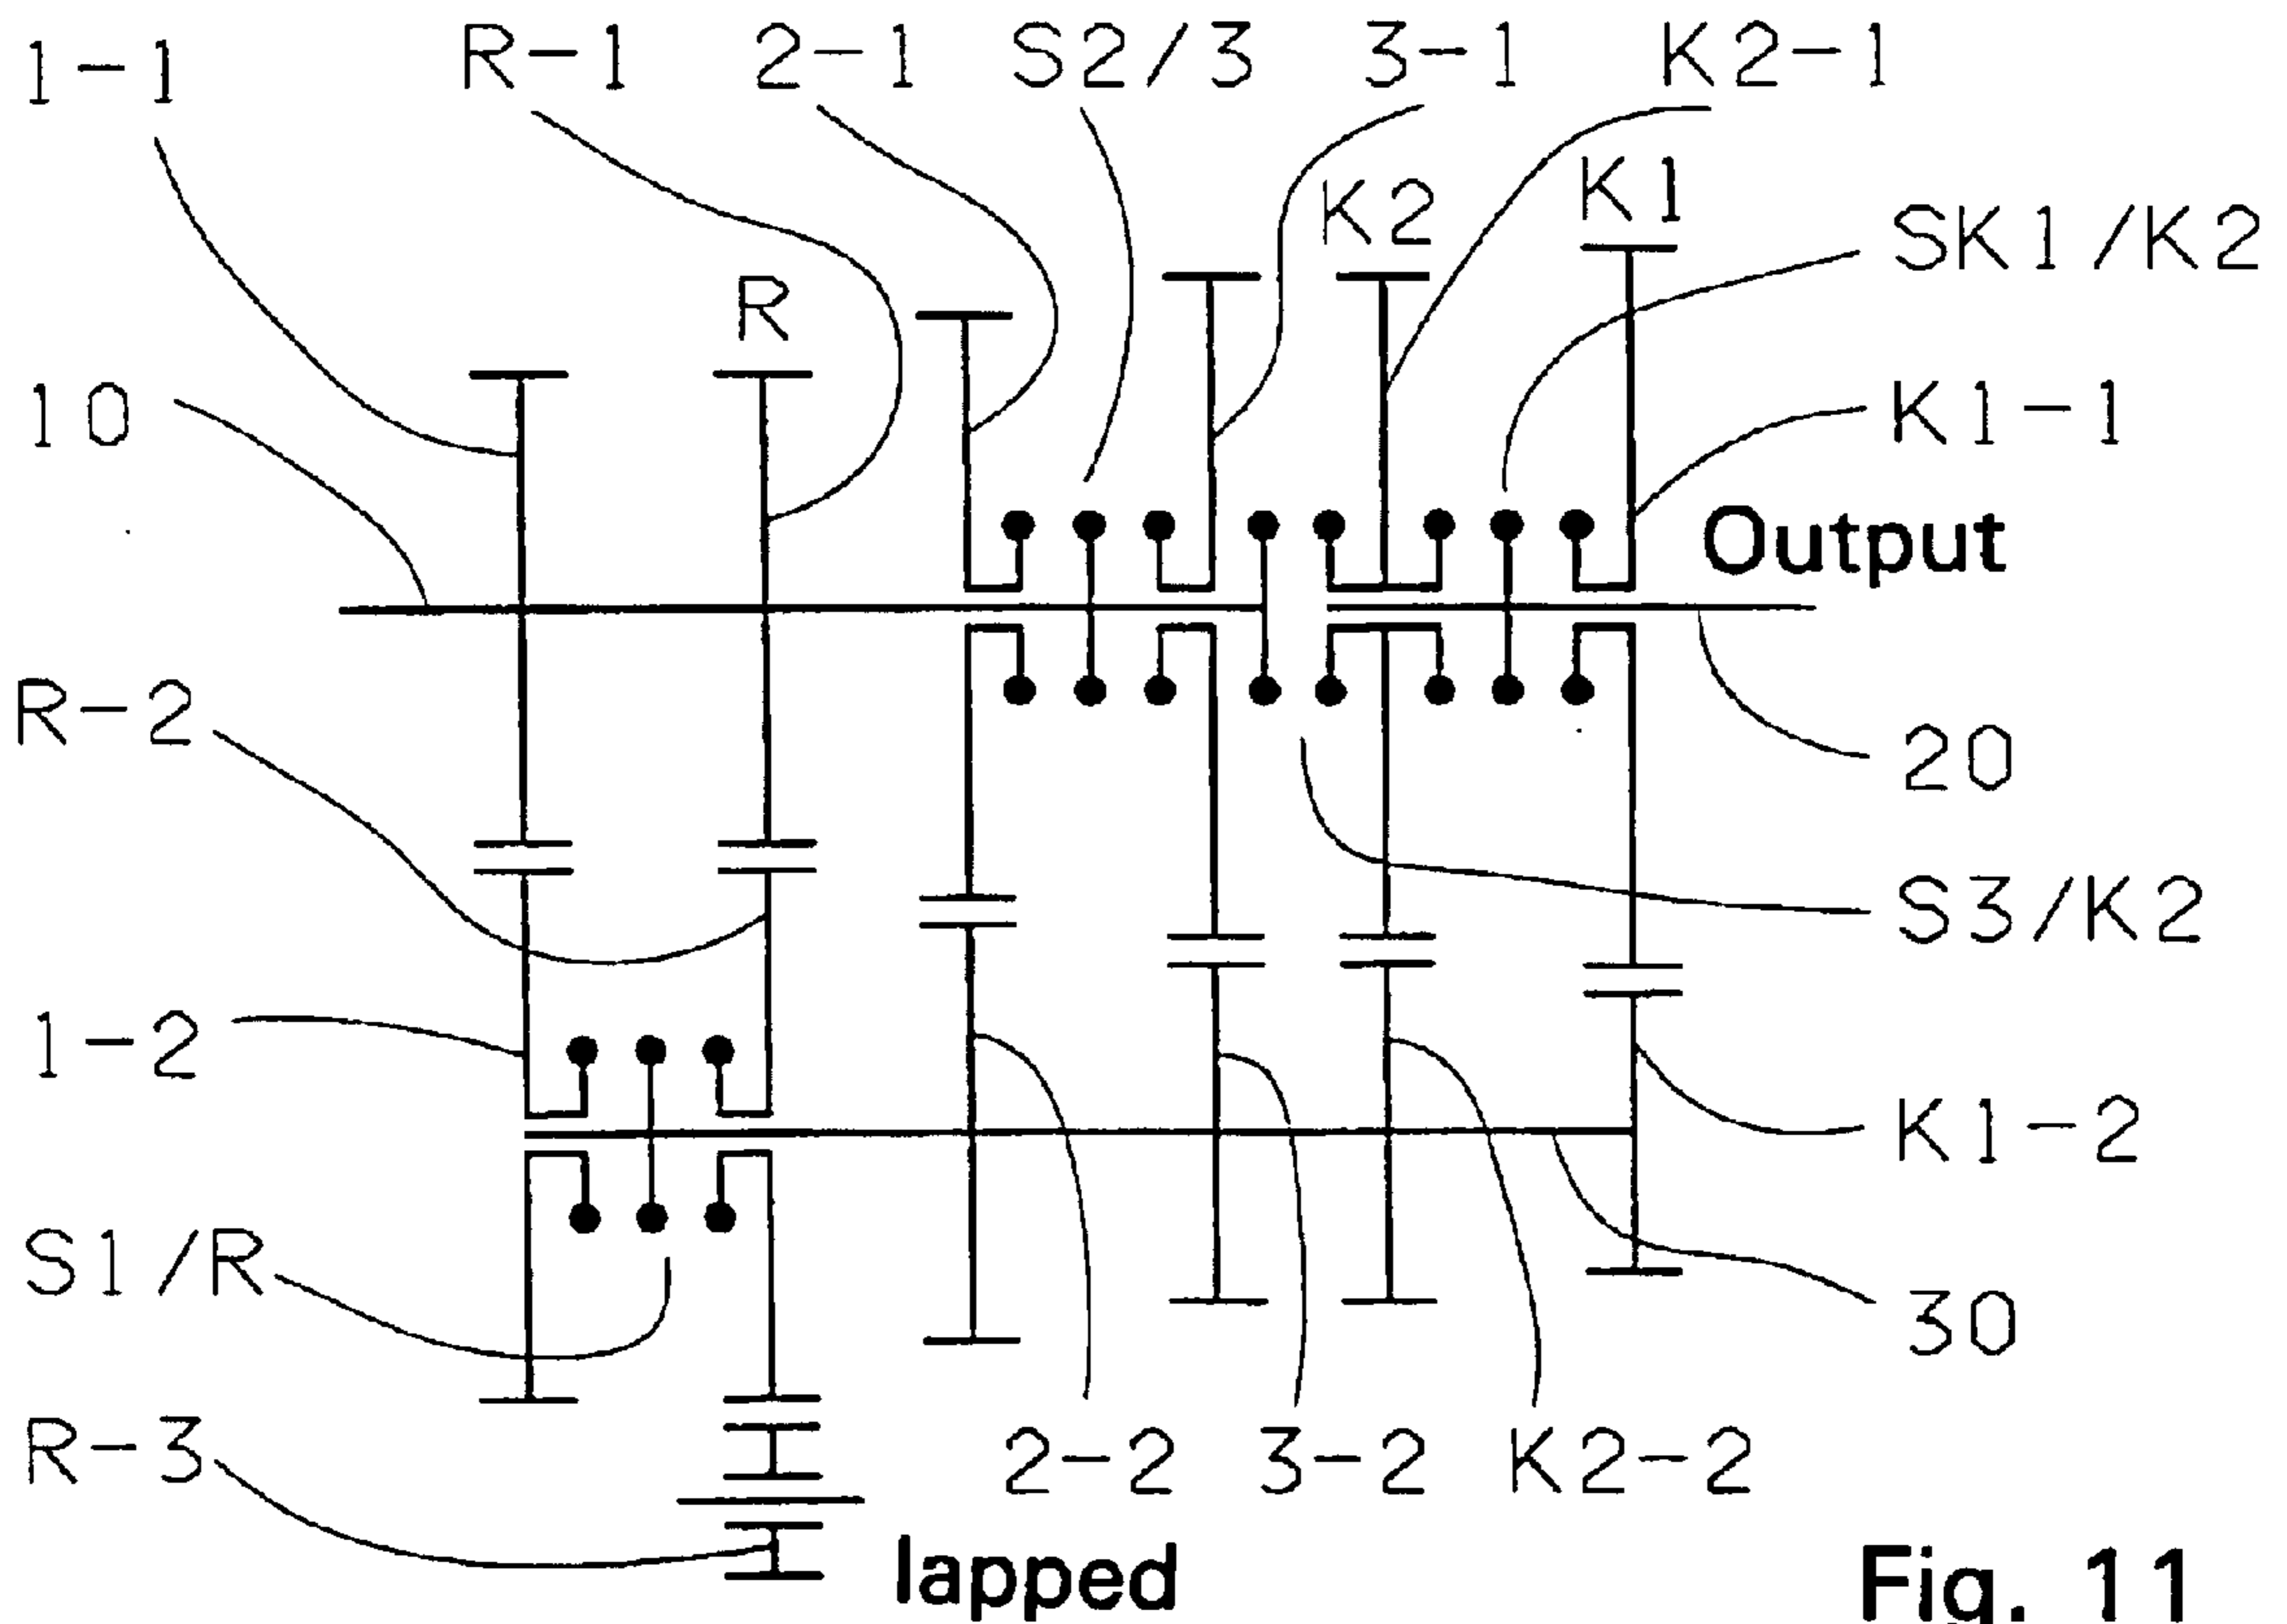 1-1 R-1 2-1 S2/3 3-1 K2-1
K2 K1
SK1/K2
R
10
K1-1
Output
R-2
20
S3/K2
1-2
K1-2
S1/R
30
R-3
2-2 3-2 K2-2
lapped
Fig. 11